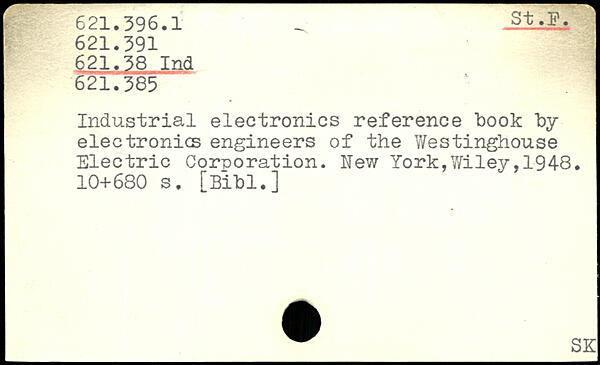 621.396.1
St.F.
621.391
621.38 Ind
621.385
Industrial electronics reference book by
electronics engineers of the Westinghouse
Electric Corporation. New York,Wiley,1948.
10+680 s. [Bibl.]
SK